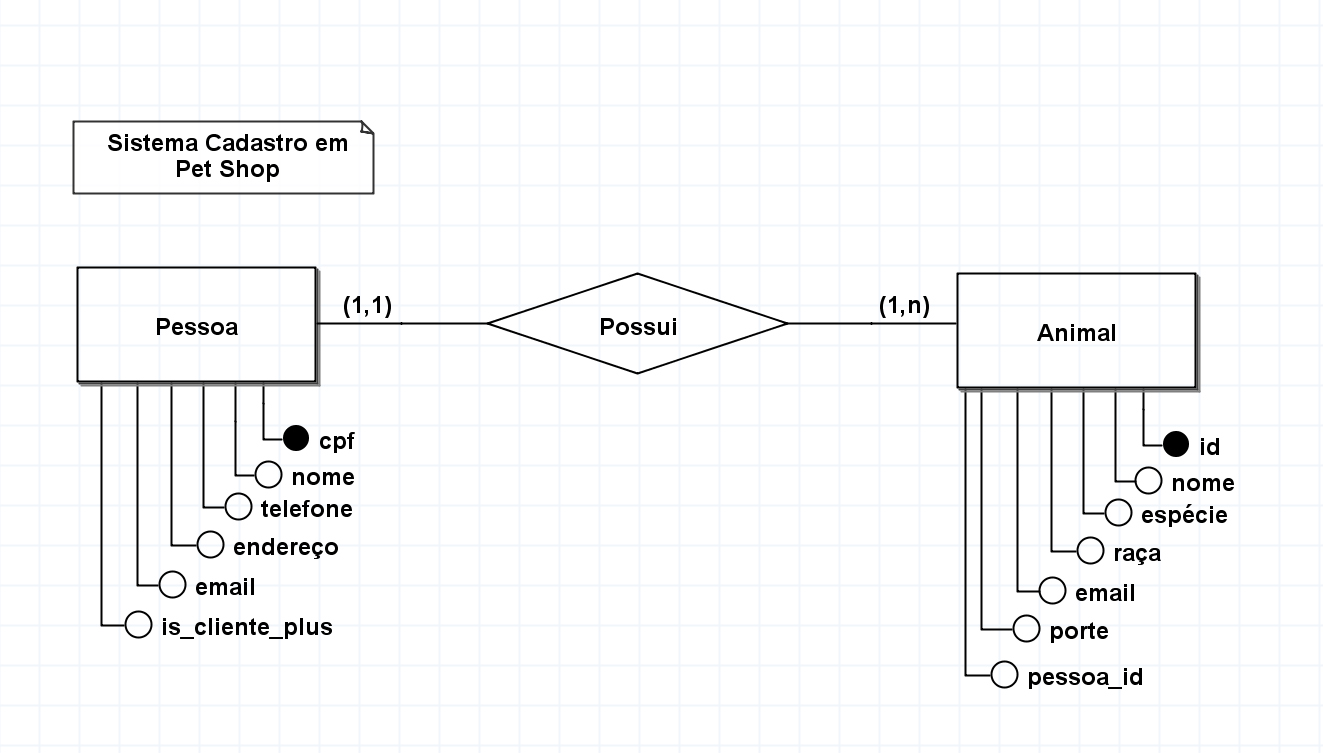 Sistema Cadastro em
Pet Shop
Pessoa
(1,1)
Possui
(1,n)
Animal
cpf
nome
telefone
endereço
email
is_cliente_plus
id
nome
espécie
raça
email
porte
pessoa_id